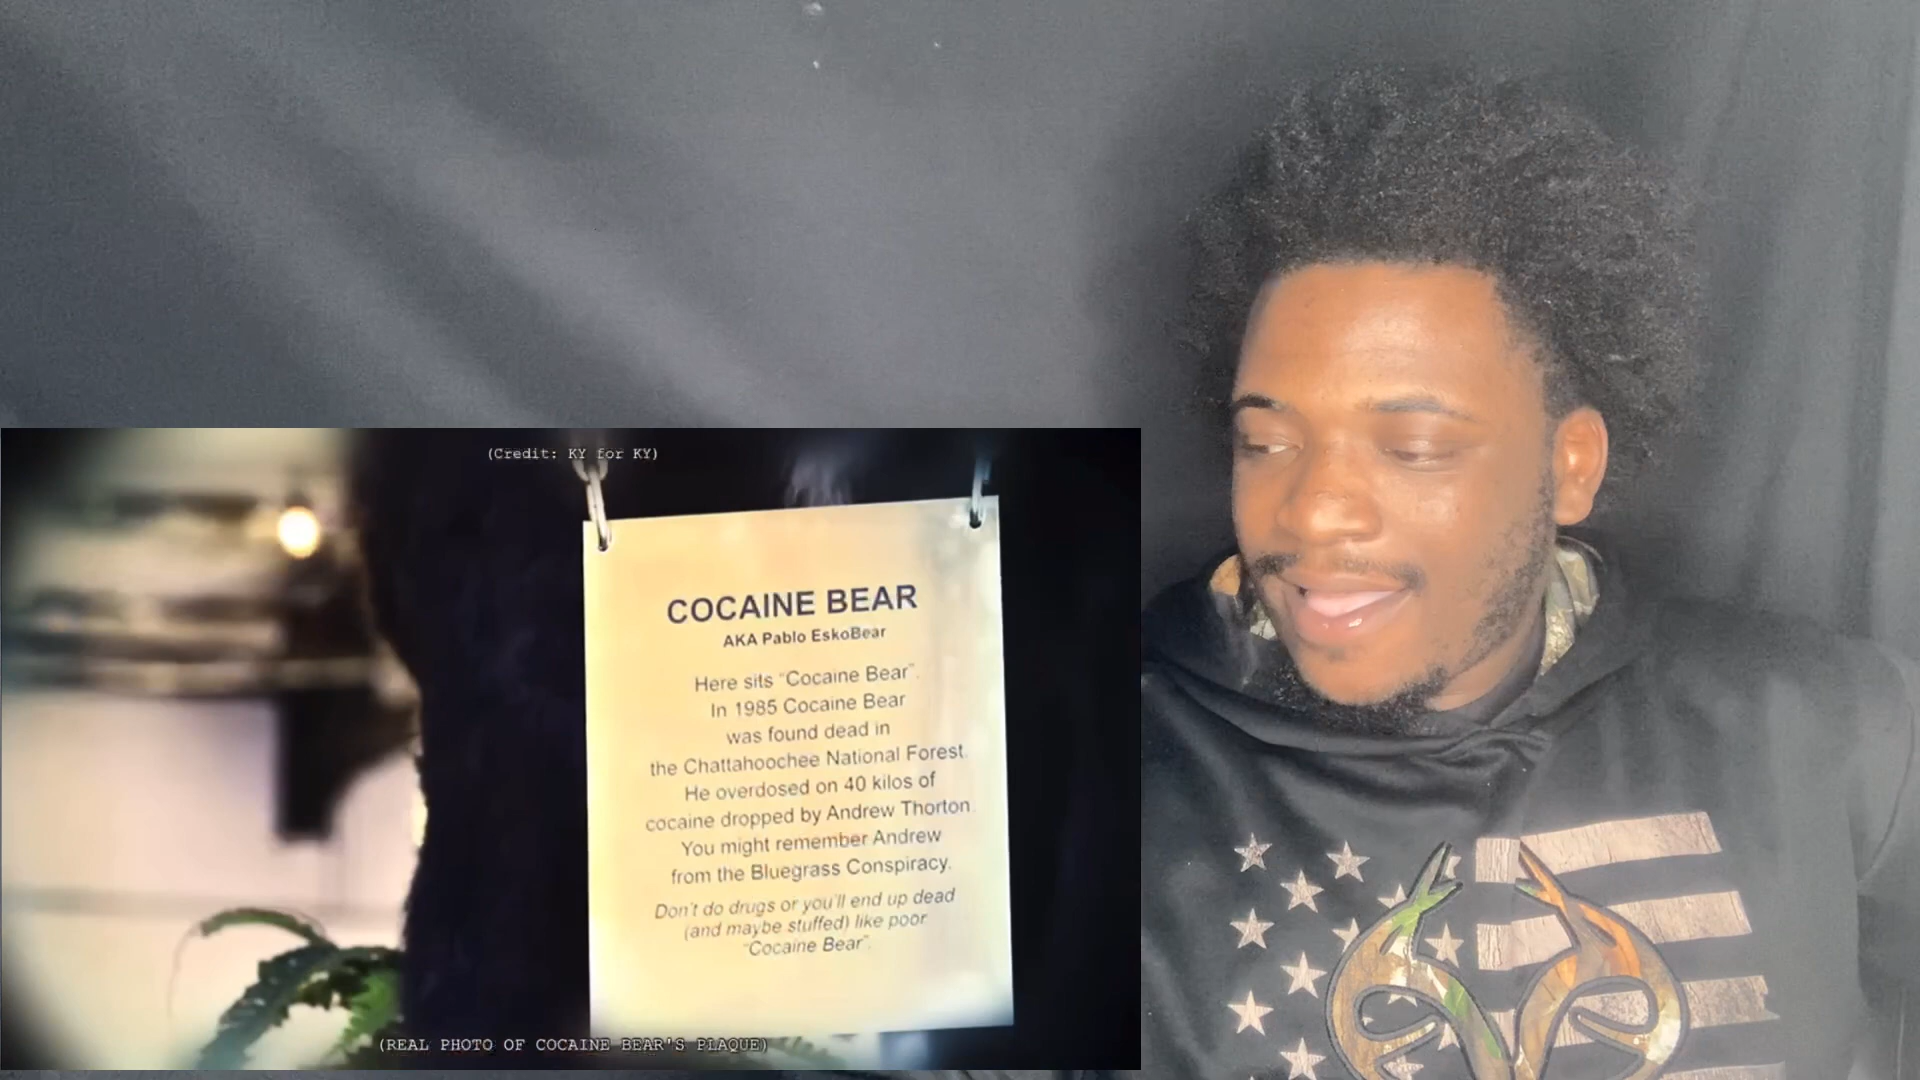 (Credit: KY for KY)
COCAINE BEAR
AKA Pablo EskoBear
Here sits "Cocaine Bear".
In 1985 Cocaine Bear
was found dead in
the Chattahoochee National Forest.
He overdosed on 40 kilos of
cocaine dropped by Andrew Thorton.
You might remember Andrew
from the Bluegrass Conspiracy.
Don't do drugs or you'll end up dead
(and maybe stuffed) like poor
"Cocaine Bear".
(REAL PHOTO OF COCAINE BEAR'S PLAQUE)